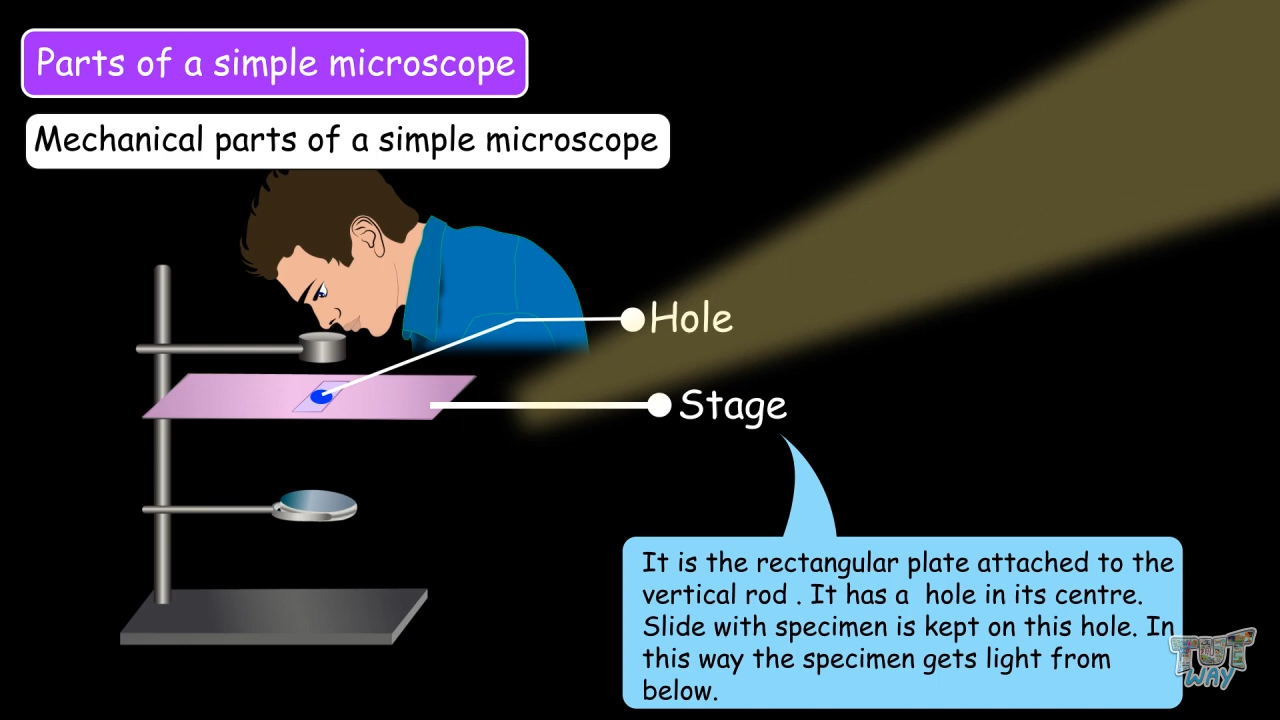 Parts of a simple microscope
Mechanical parts of a simple microscope
Hole
Stage
It is the rectangular plate attached to the
vertical rod . It has a  hole in its centre.
Slide with specimen is kept on this hole. In
this way the specimen gets light from
below.
TUT
WAY